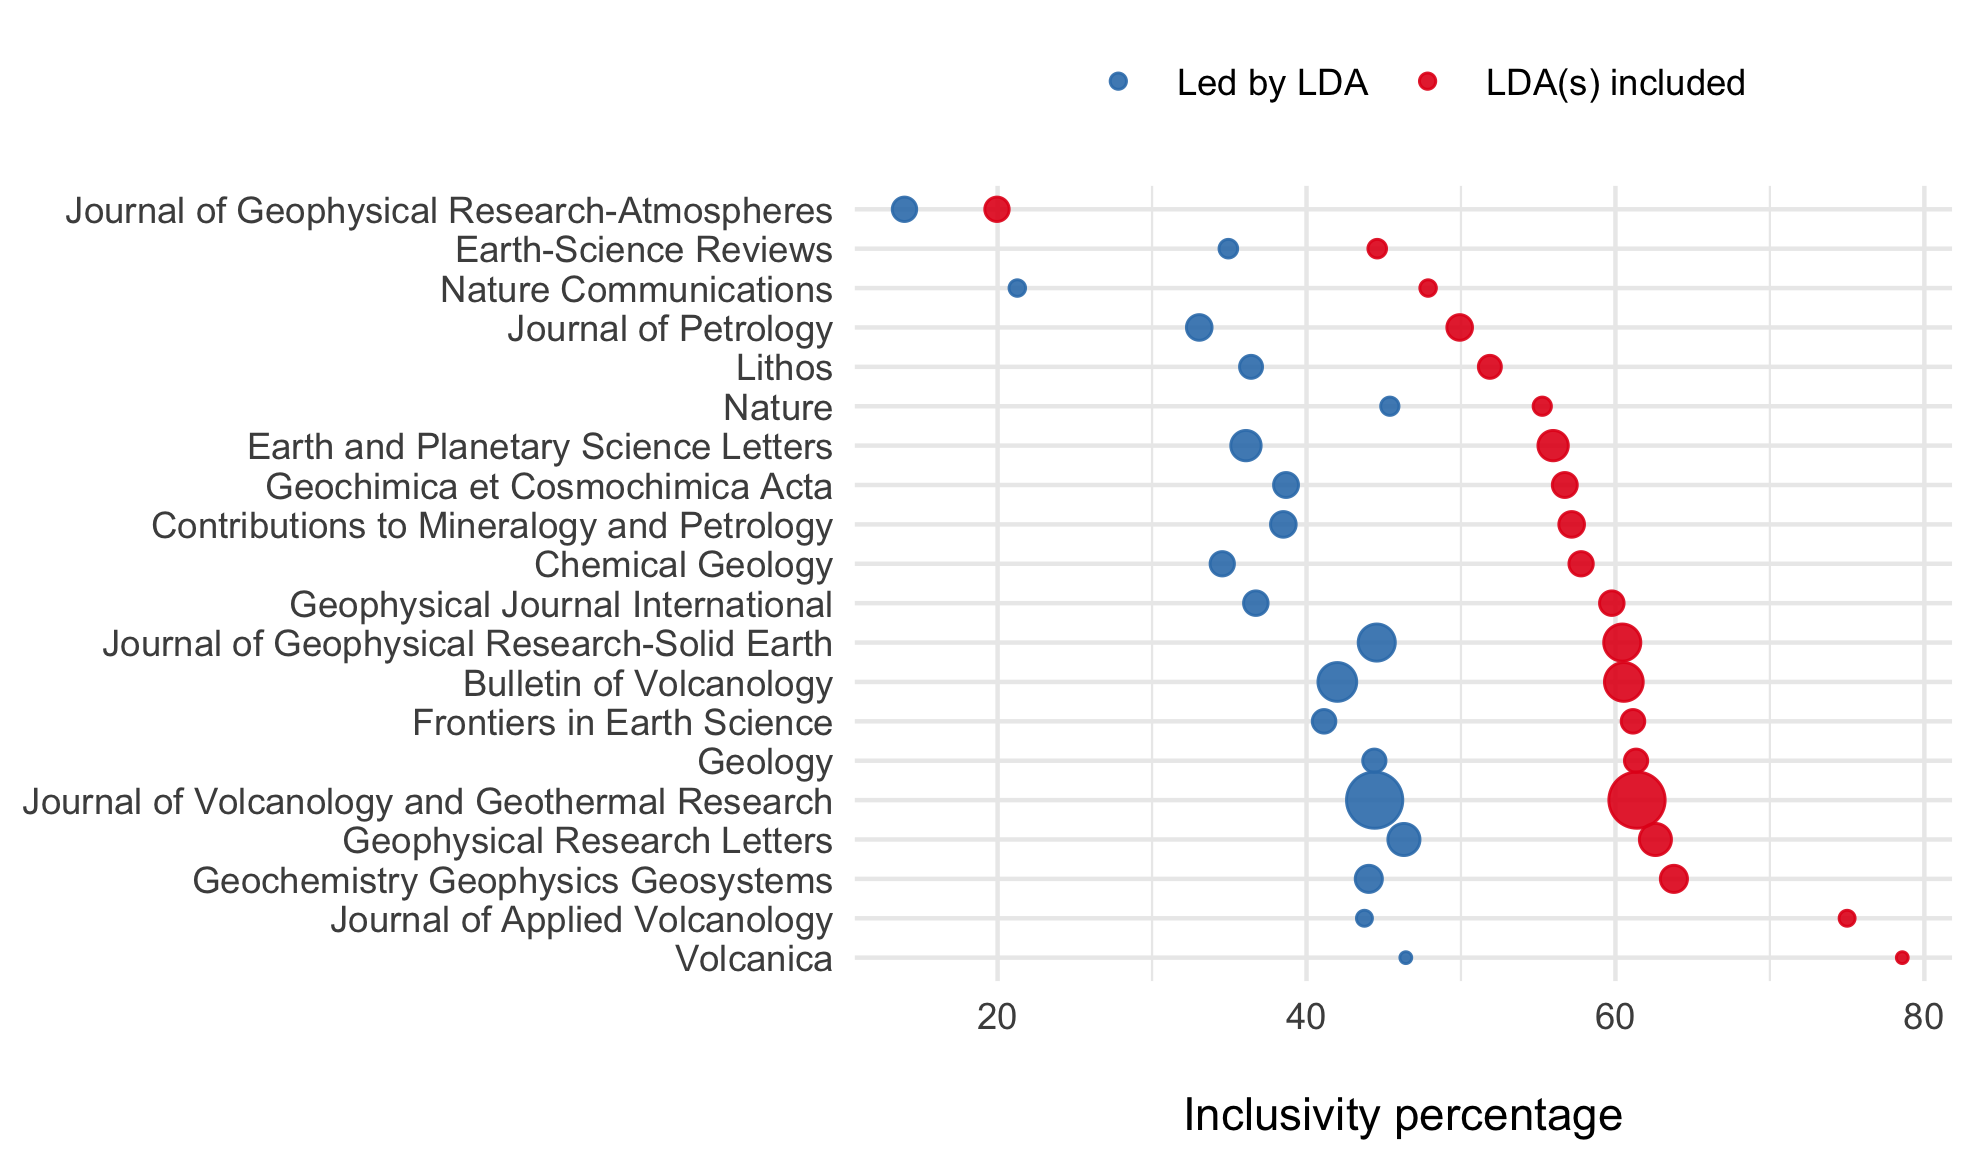 Led by LDA
LDA(s) included
Journal of Geophysical Research-Atmospheres
Earth-Science Reviews
Nature Communications
Journal of Petrology
Lithos
Nature
Earth and Planetary Science Letters
Geochimica et Cosmochimica Acta
Contributions to Mineralogy and Petrology
Chemical Geology
Geophysical Journal International
Journal of Geophysical Research-Solid Earth
Bulletin of Volcanology
Frontiers in Earth Science
Geology
Journal of Volcanology and Geothermal Research
Geophysical Research Letters
Geochemistry Geophysics Geosystems
Journal of Applied Volcanology
Volcanica
20 40 60 80
Inclusivity percentage